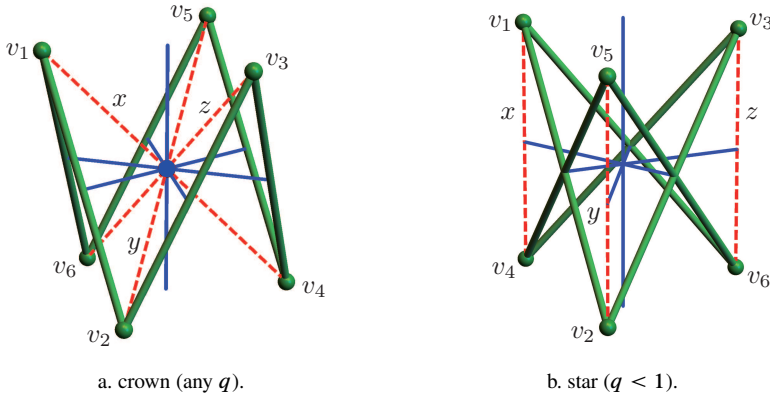 v5
v1
v3
x
z
y
v6
v4
v2
a. crown (any q).
v1
v3
v5
x
z
y
v4
v6
v2
b. star (q < 1).